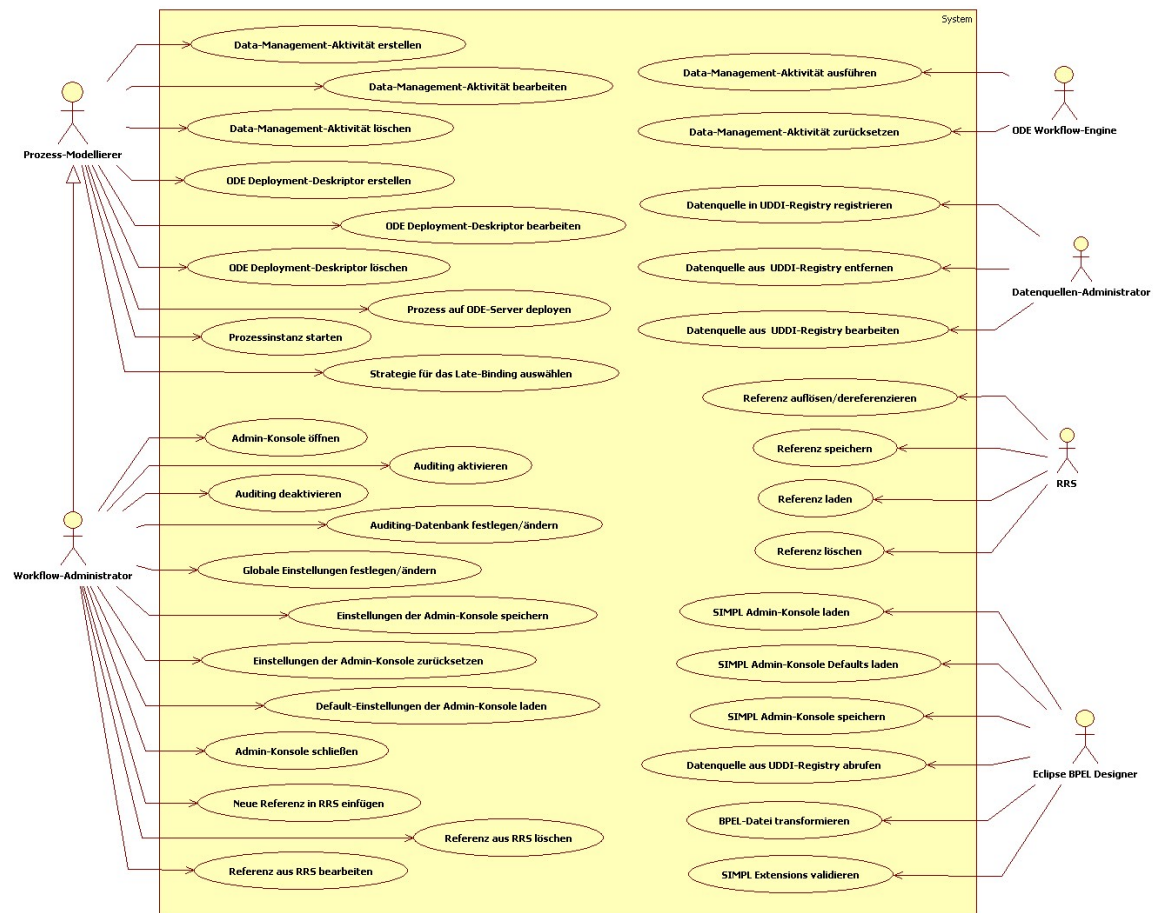 System
Data-Management-Aktivität erstellen
Data-Management-Aktivität bearbeiten
Data-Management-Aktivität löschen
Prozess-Modellierer
ODE Deployment-Deskriptor erstellen
ODE Deployment-Deskriptor bearbeiten
ODE Deployment-Deskriptor löschen
Prozess auf ODE-Server deployen
Prozessinstanz starten
Strategie für das Late-Binding auswählen
Admin-Konsole öffnen
Auditing aktivieren
Auditing deaktivieren
Auditing-Datenbank festlegen/ändern
Workflow-Administrator
Globale Einstellungen festlegen/ändern
Einstellungen der Admin-Konsole speichern
Einstellungen der Admin-Konsole zurücksetzen
Default-Einstellungen der Admin-Konsole laden
Admin-Konsole schließen
Neue Referenz in RRS einfügen
Referenz aus RRS löschen
Referenz aus RRS bearbeiten
Data-Management-Aktivität ausführen
Data-Management-Aktivität zurücksetzen
ODE Workflow-Engine
Datenquelle in UDDI-Registry registrieren
Datenquelle aus UDDI-Registry entfernen
Datenquellen-Administrator
Datenquelle aus UDDI-Registry bearbeiten
Referenz auflösen/dereferenzieren
Referenz speichern
RRS
Referenz laden
Referenz löschen
SIMPL Admin-Konsole laden
SIMPL Admin-Konsole Defaults laden
SIMPL Admin-Konsole speichern
Datenquelle aus UDDI-Registry abrufen
Eclipse BPEL Designer
BPEL-Datei transformieren
SIMPL Extensions validieren